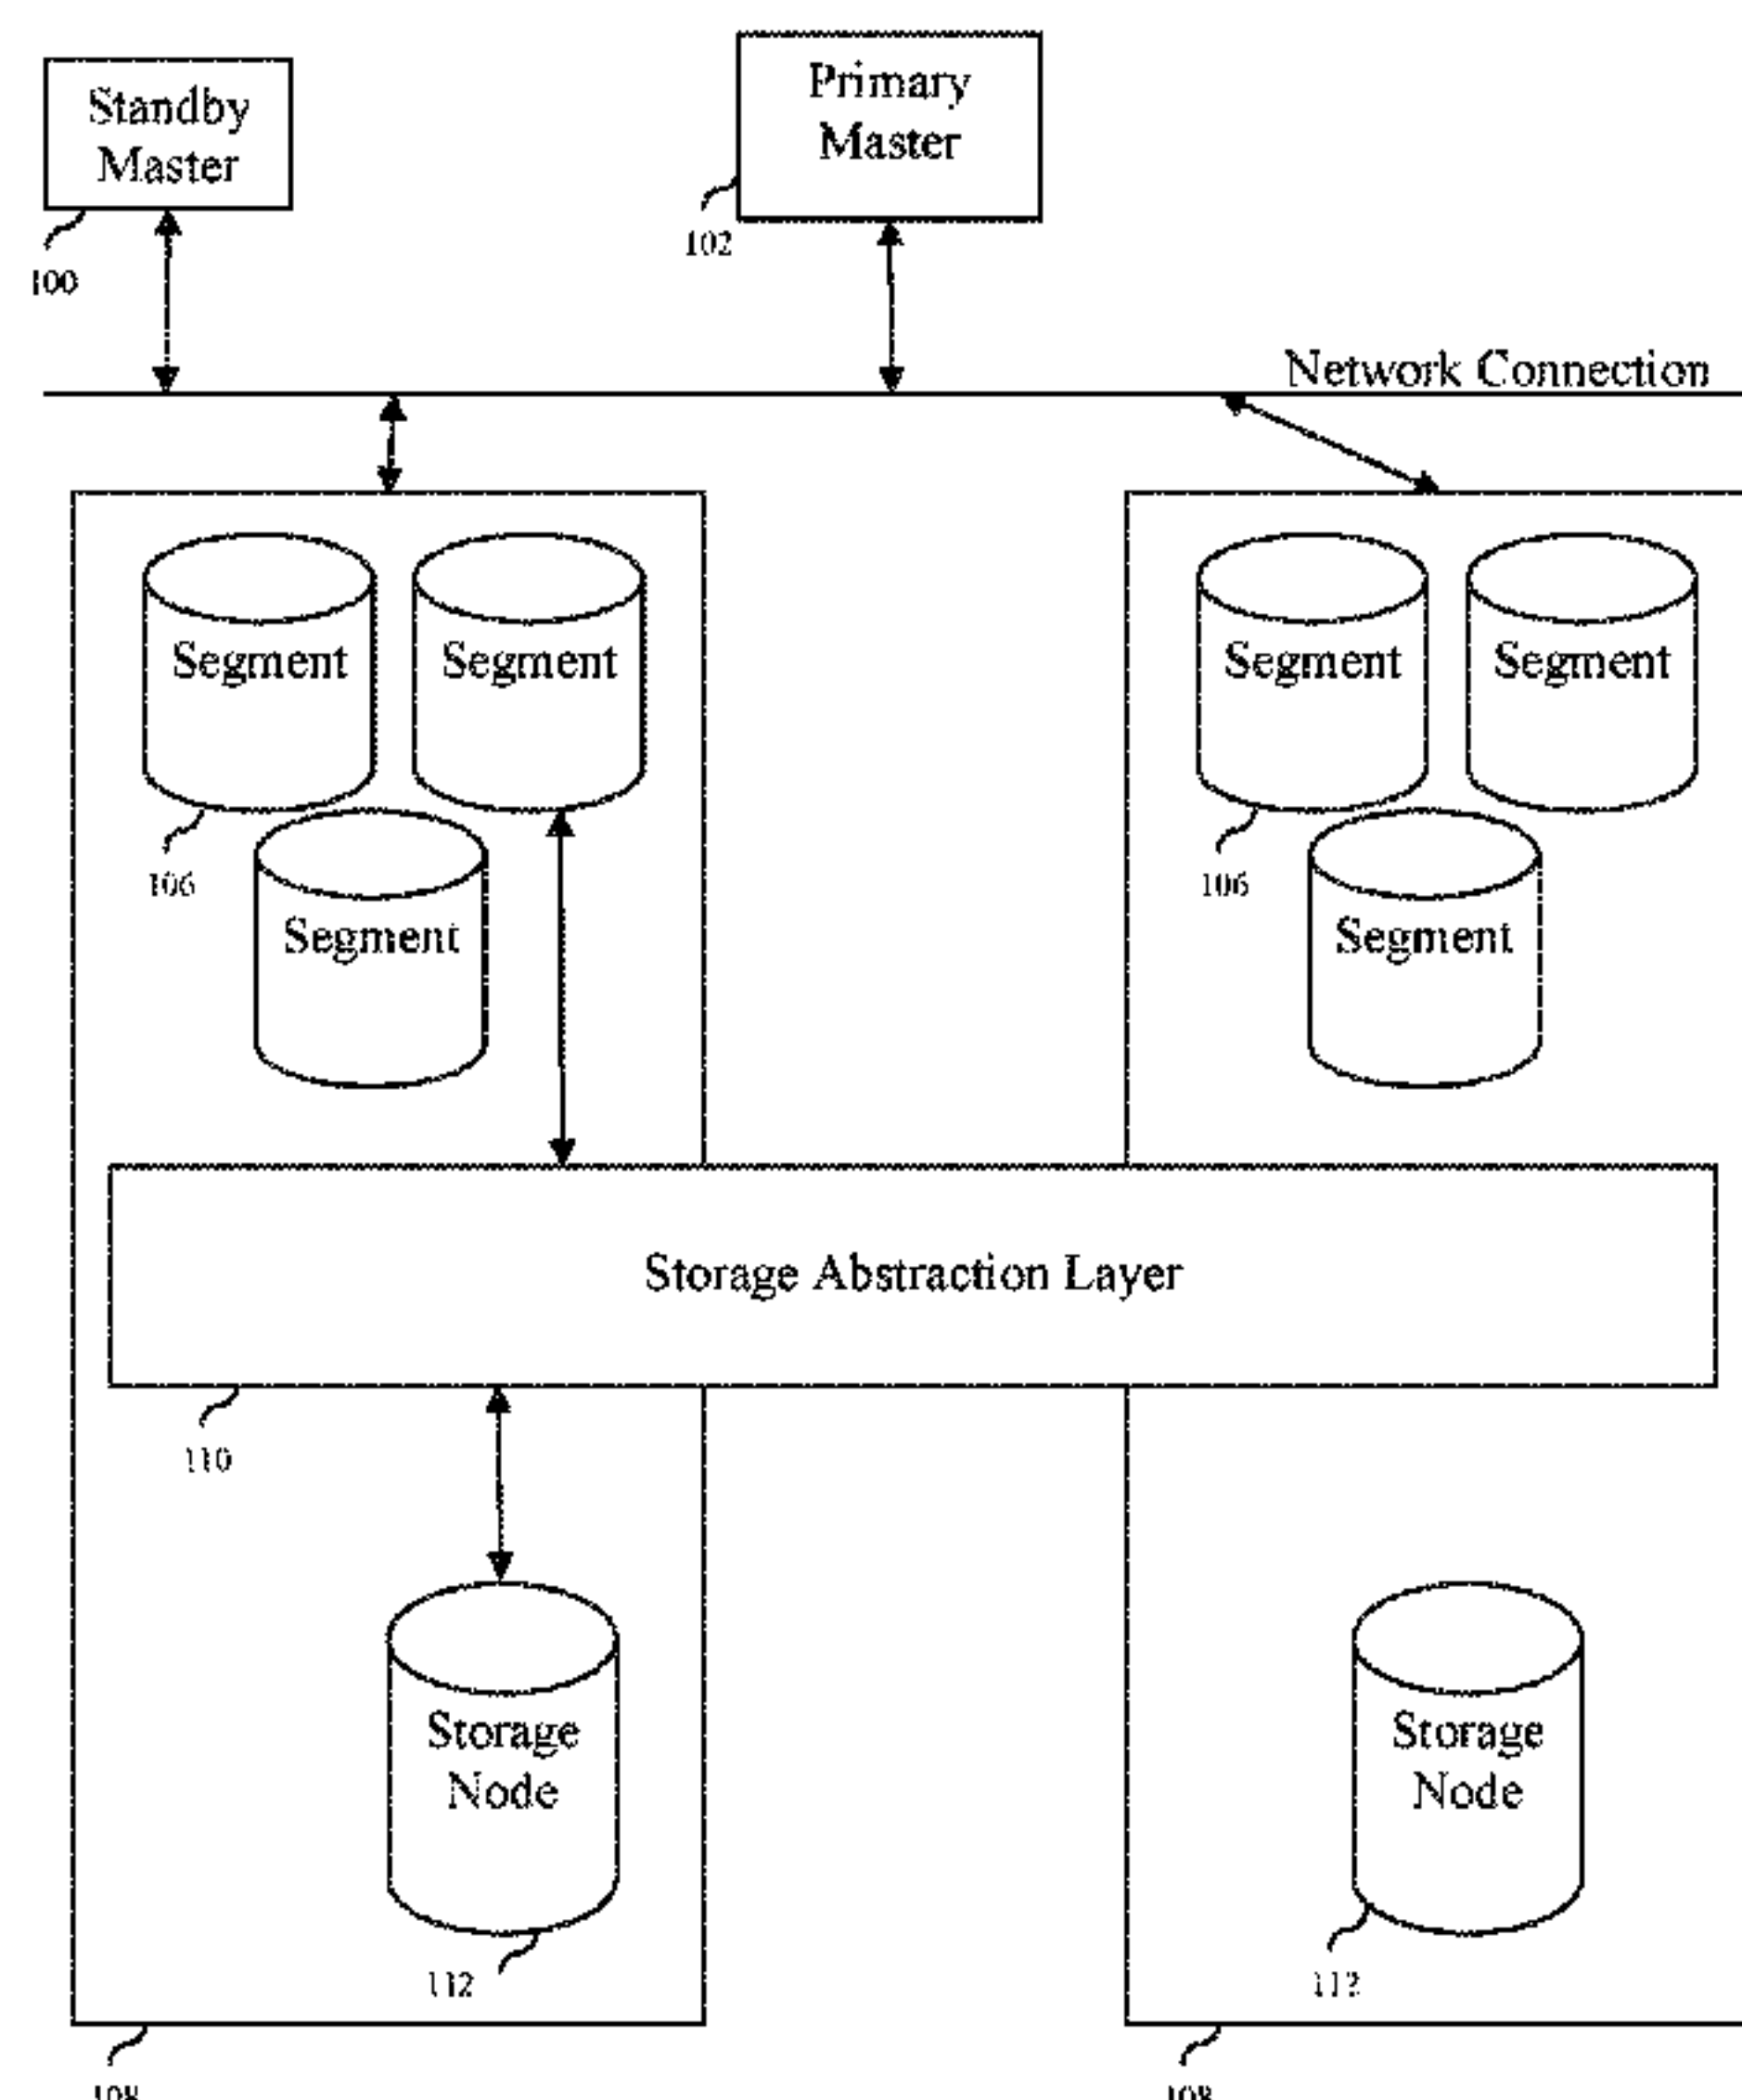 Standby
Master
100
Primary
Master
102
Network Connection
Segment
Segment
106
Segment
Segment
Segment
106
Segment
Storage Abstraction Layer
110
Storage
Node
112
Storage
Node
112
108
108